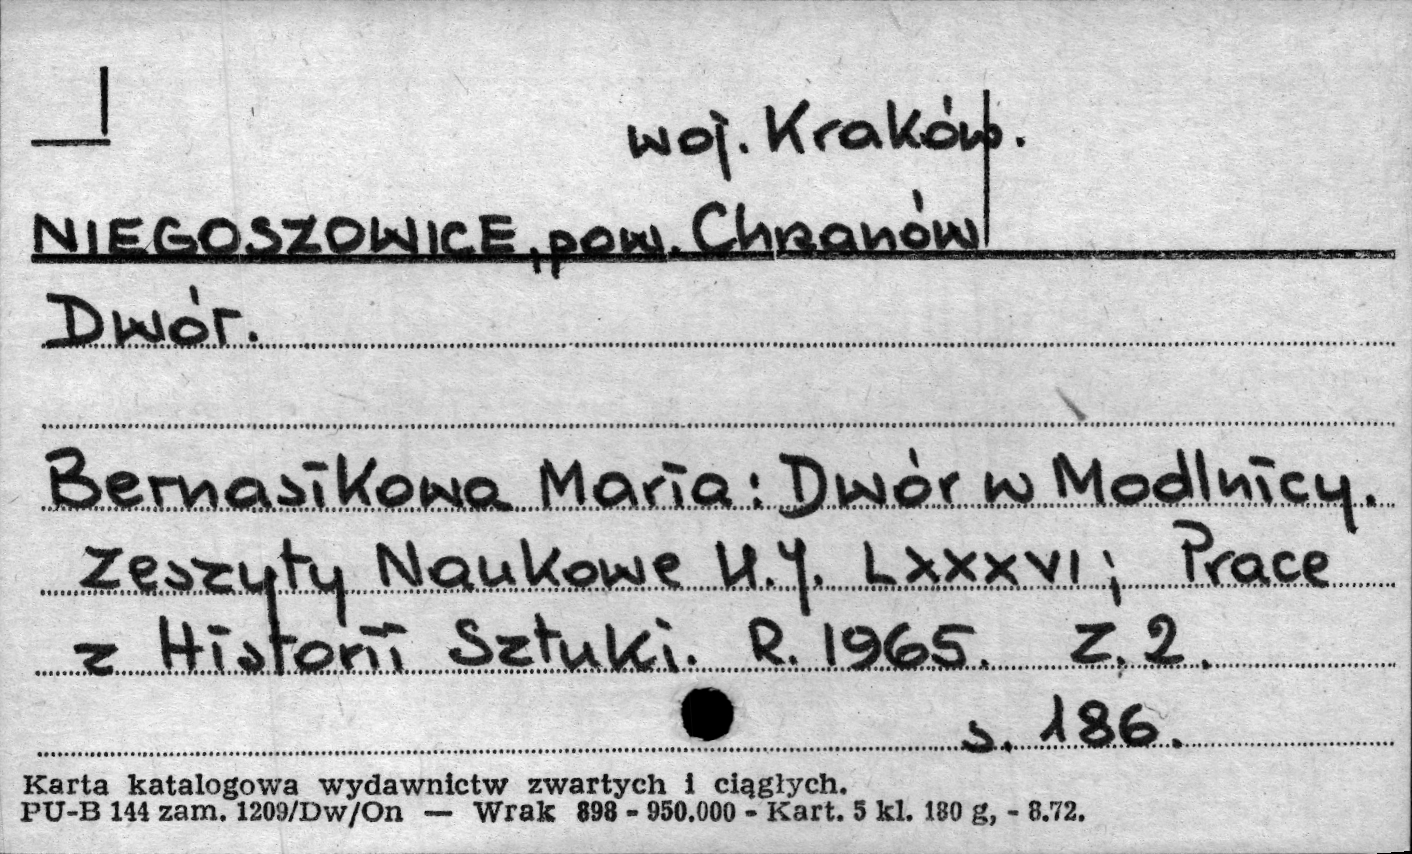 woj. Kraków.
NIEGOSZOWICE, pow. Chrzanów
Dwór.
Bernasikowa Maria: Dwór w Modlnicy.
Zeszyty Naukowe U.J. LXXXVI; Prace
z Historii Sztuki. R. 1965. Z. 2.
s. 186.
Karta katalogowa wydawnictw zwartych i ciągłych.
PU-B 144 zam. 1209/Dw/On — Wrak 898 - 950.000 - Kart. 5 kl. 180 g, - 8.72.